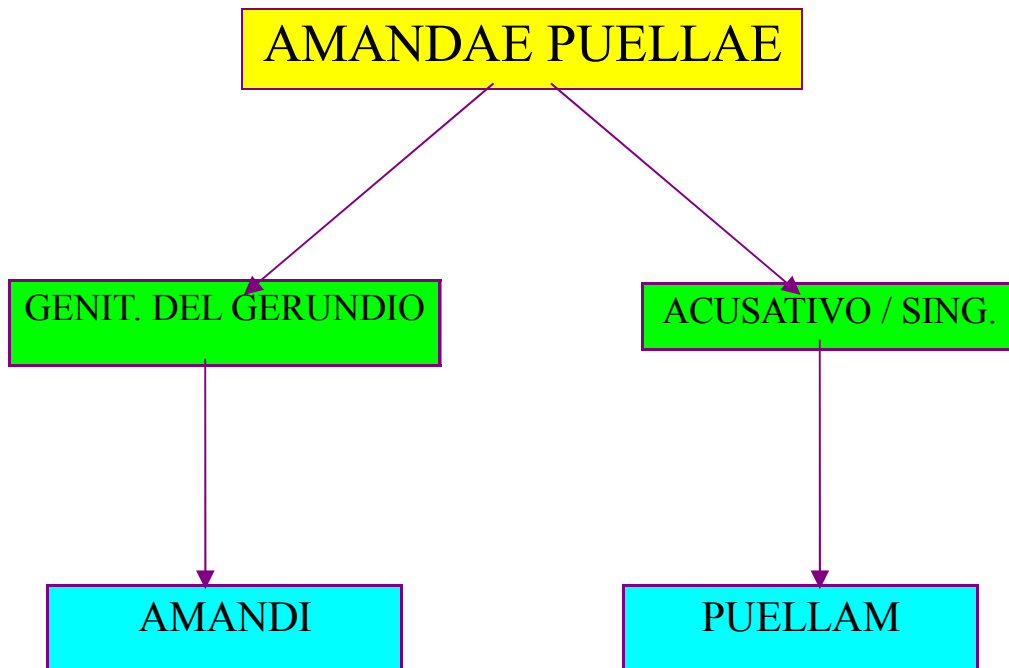 AMANDAE PUELLAE
GENIT. DEL GERUNDIO
ACUSATIVO / SING.
AMANDI
PUELLAM